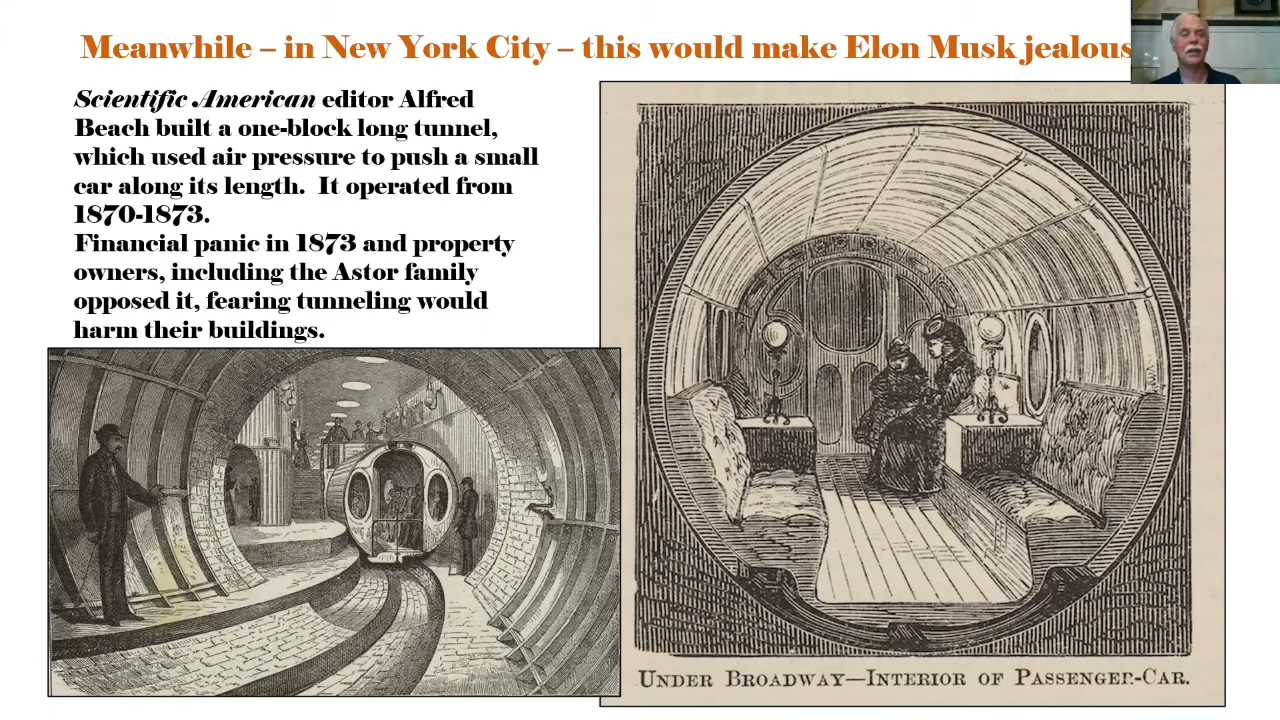 Meanwhile – in New York City – this would make Elon Musk jealous
Scientific American editor Alfred
Beach built a one-block long tunnel,
which used air pressure to push a small
car along its length.  It operated from
1870-1873.
Financial panic in 1873 and property
owners, including the Astor family
opposed it, fearing tunneling would
harm their buildings.
UNDER BROADWAY—INTERIOR OF PASSENGER-CAR.